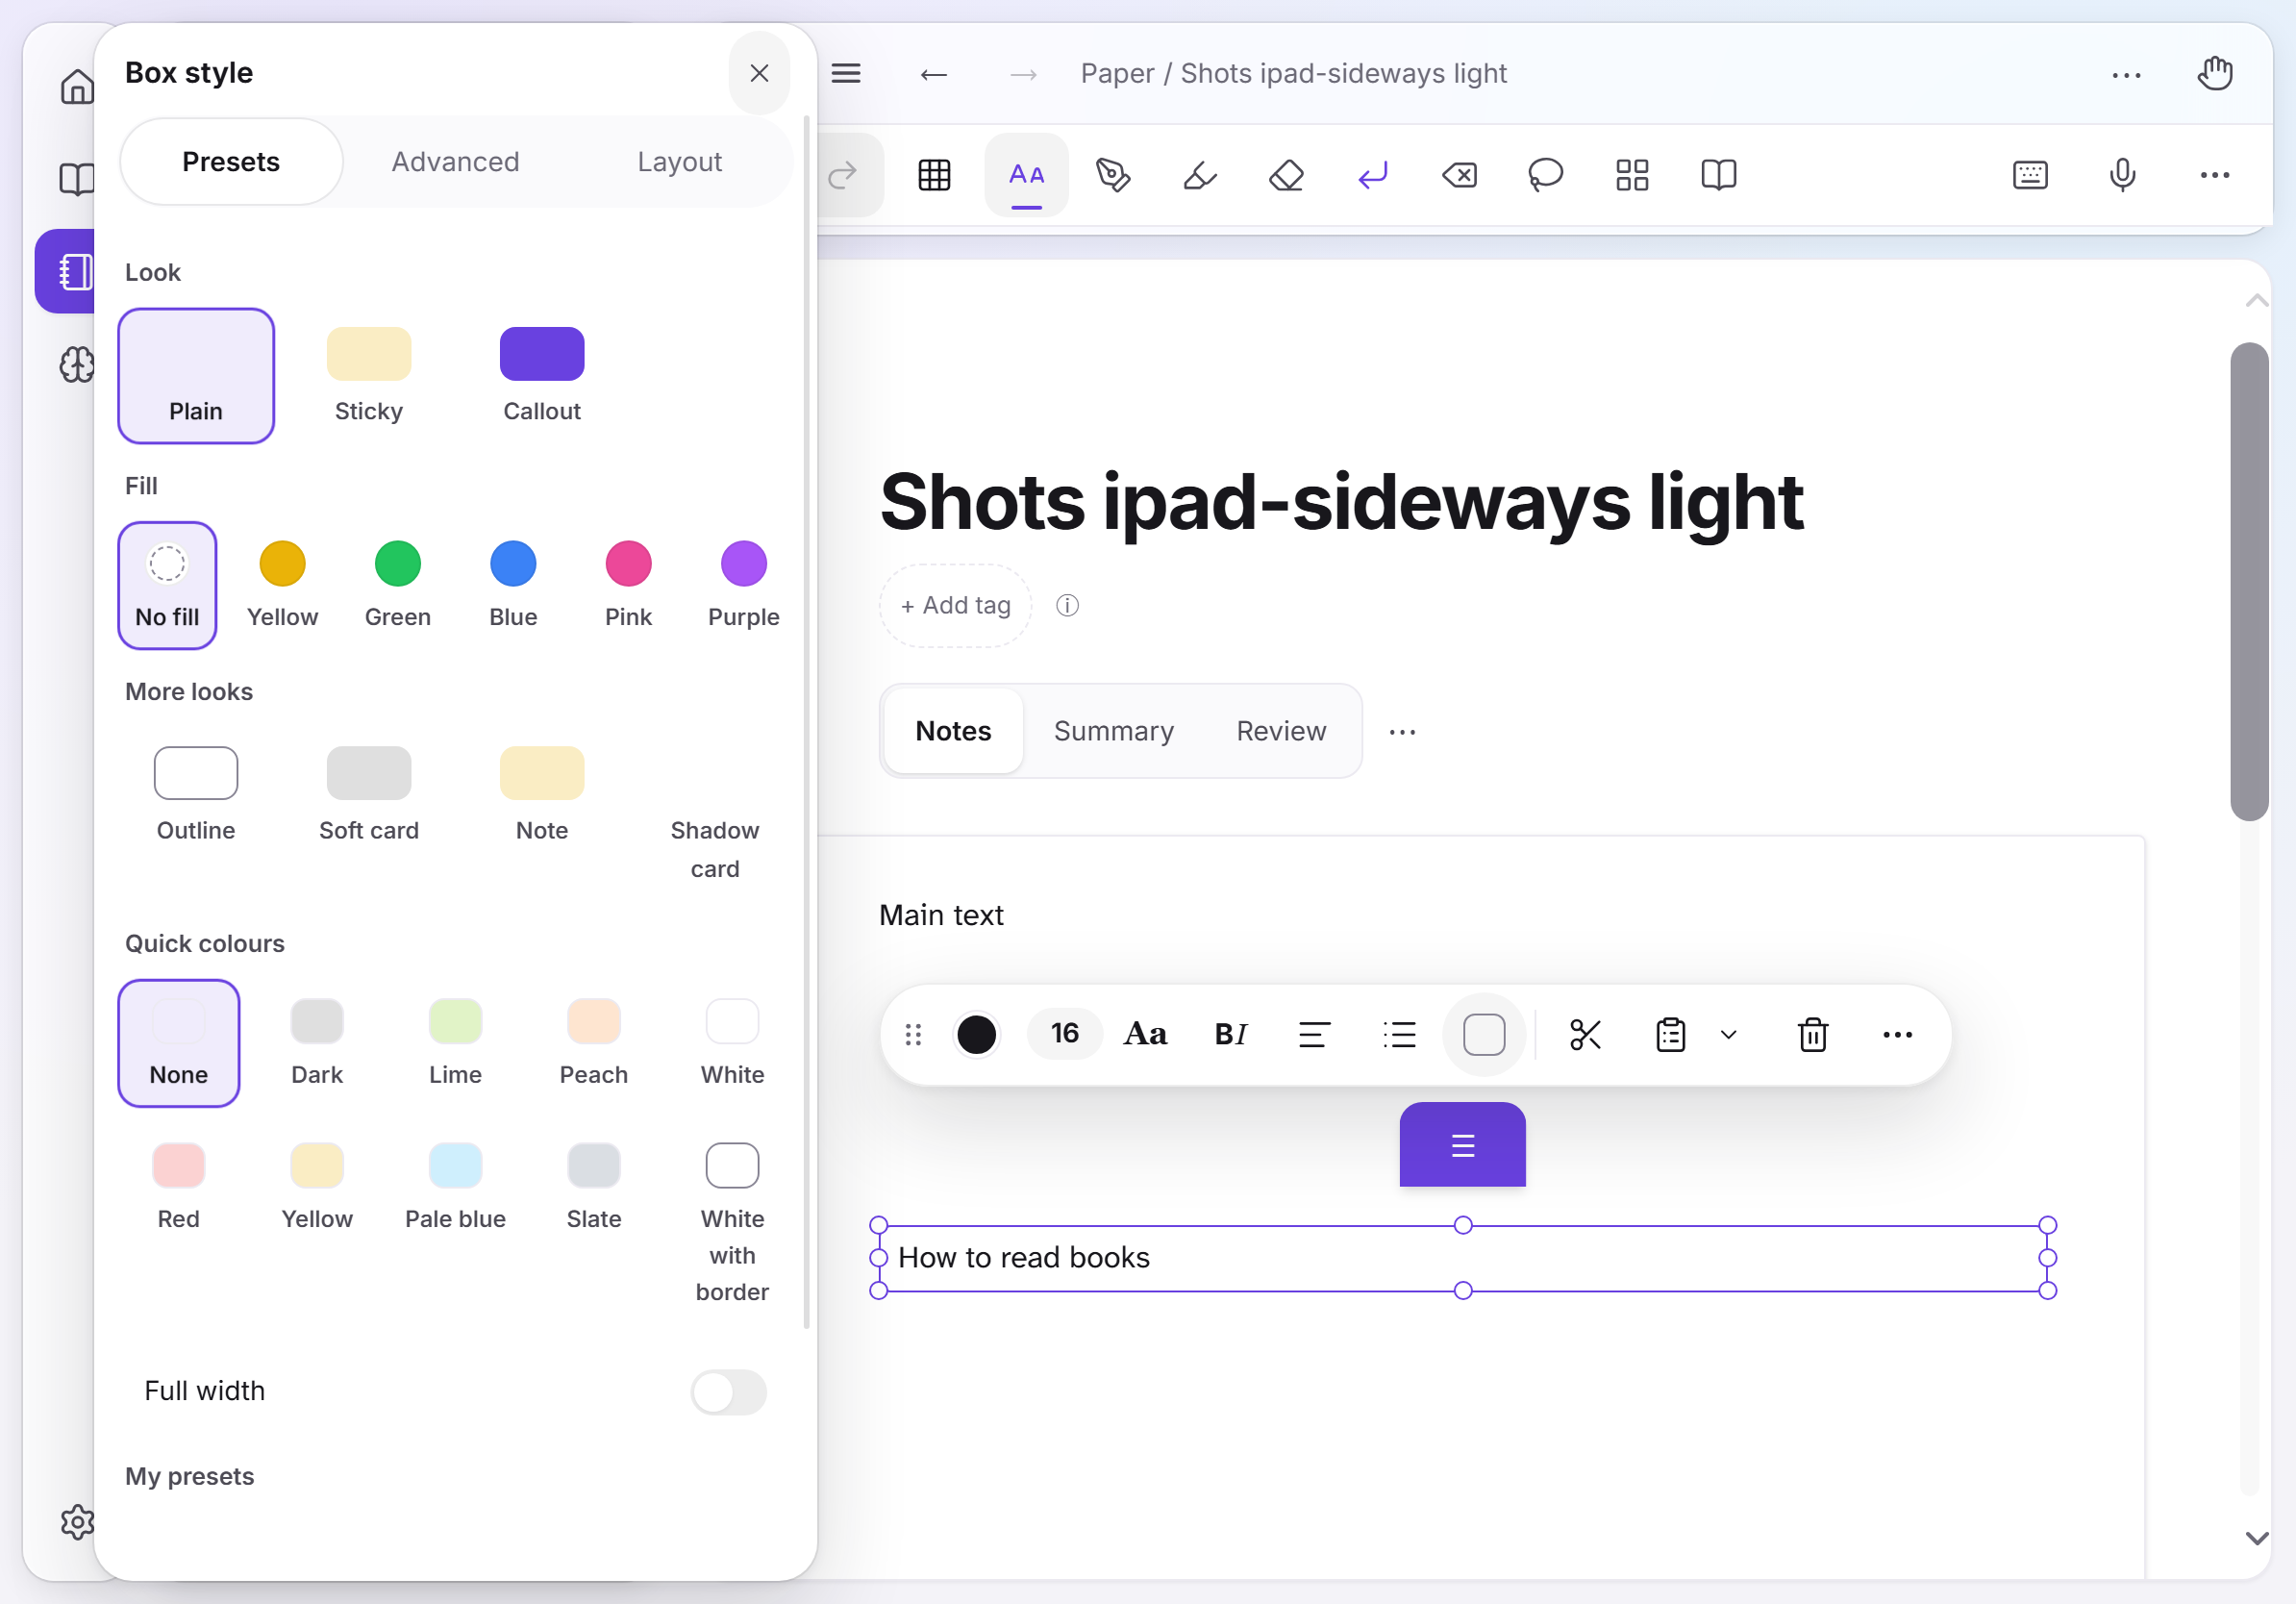 Box style
Paper / Shots ipad-sideways light
Presets Advanced Layout
Look
Plain Sticky Callout
Fill
No fill Yellow Green Blue Pink Purple
More looks
Outline Soft card Note Shadow
card
Quick colours
None Dark Lime Peach White
Red Yellow Pale blue Slate White
with
border
Full width
My presets
Aa
Shots ipad-sideways light
+ Add tag
Notes Summary Review
Main text
16 Aa BI
How to read books